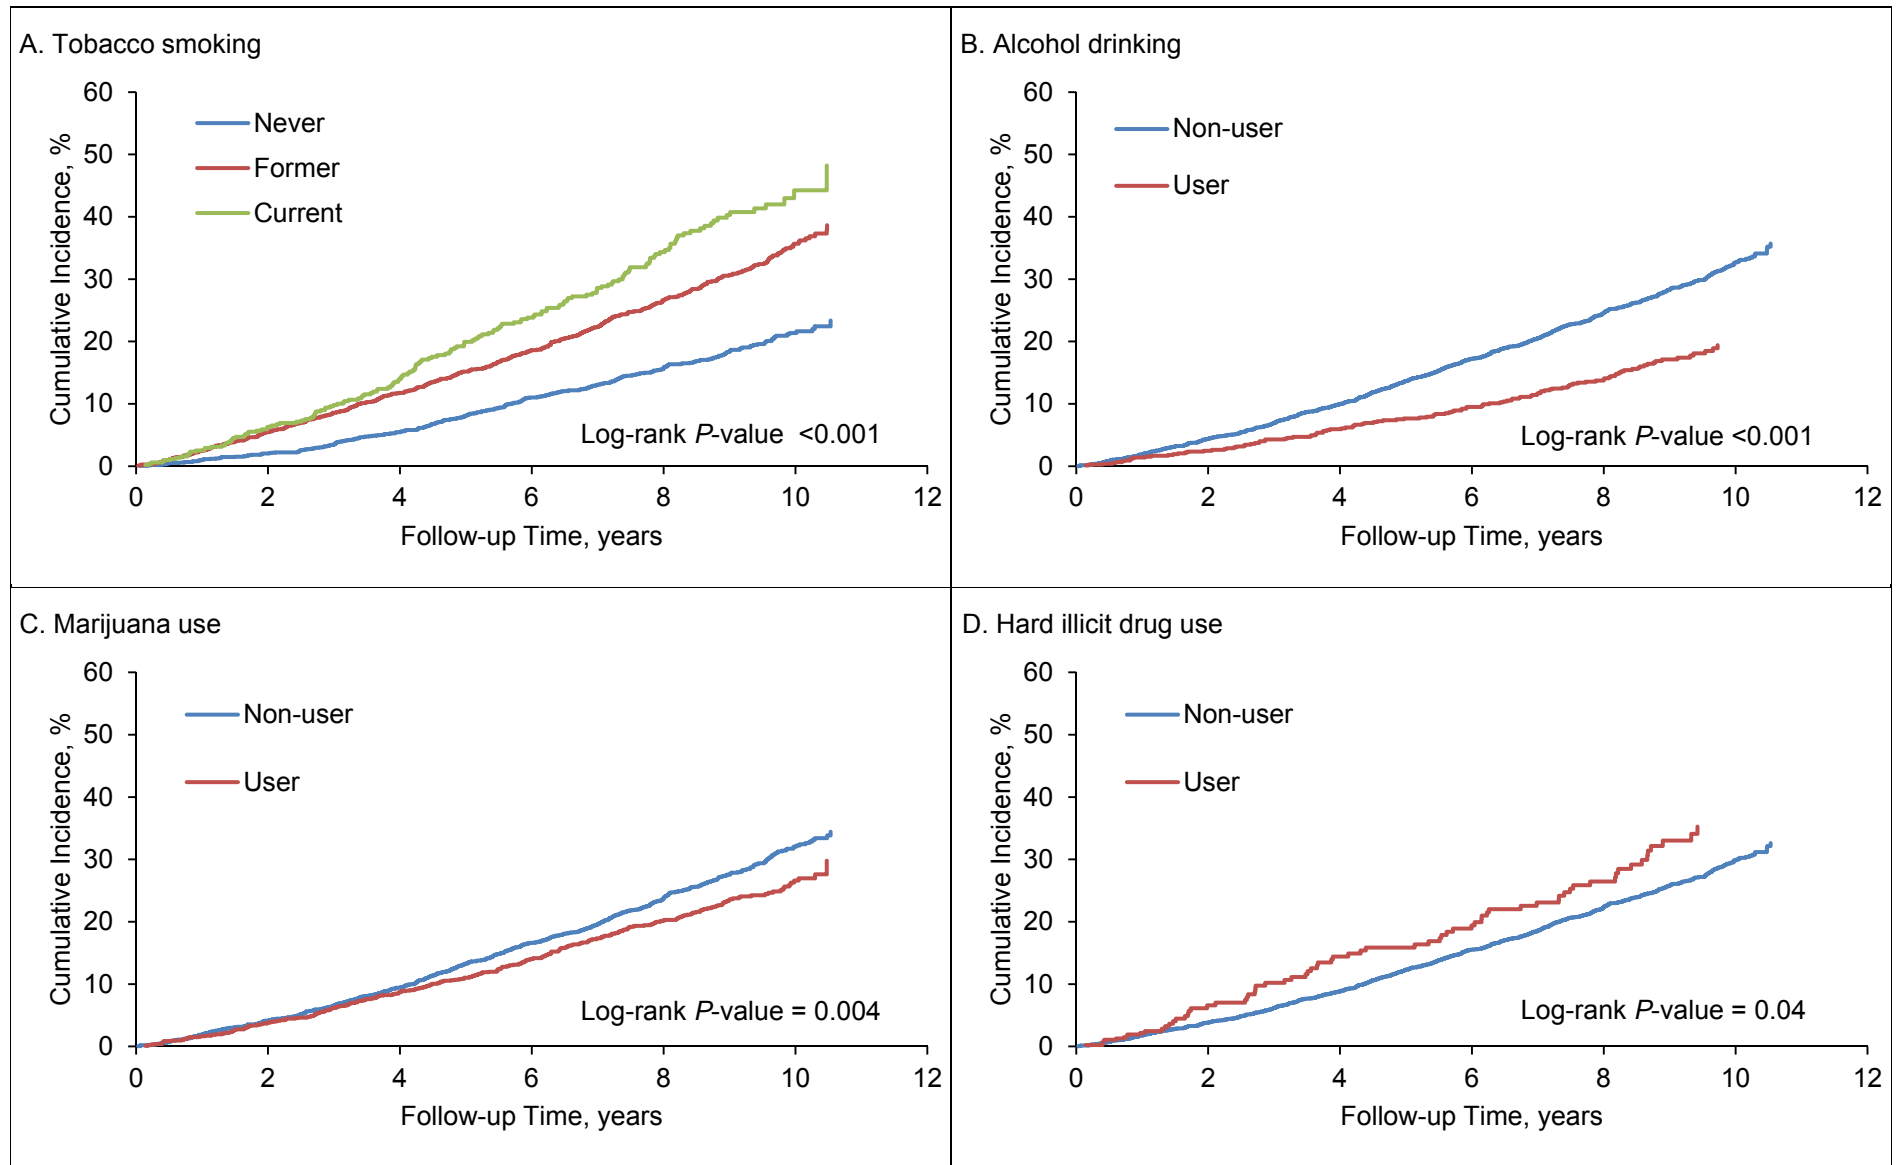 A. Tobacco smoking
60
50
40
30
20
10
0
Cumulative Incidence, %
Never
Former
Current
Log-rank P-value <0.001
0 2 4 6 8 10 12
Follow-up Time, years
B. Alcohol drinking
60
50
40
30
20
10
0
Cumulative Incidence, %
Non-user
User
Log-rank P-value <0.001
0 2 4 6 8 10 12
Follow-up Time, years
C. Marijuana use
60
50
40
30
20
10
0
Cumulative Incidence, %
Non-user
User
Log-rank P-value = 0.004
0 2 4 6 8 10 12
Follow-up Time, years
D. Hard illicit drug use
60
50
40
30
20
10
0
Cumulative Incidence, %
Non-user
User
Log-rank P-value = 0.04
0 2 4 6 8 10 12
Follow-up Time, years